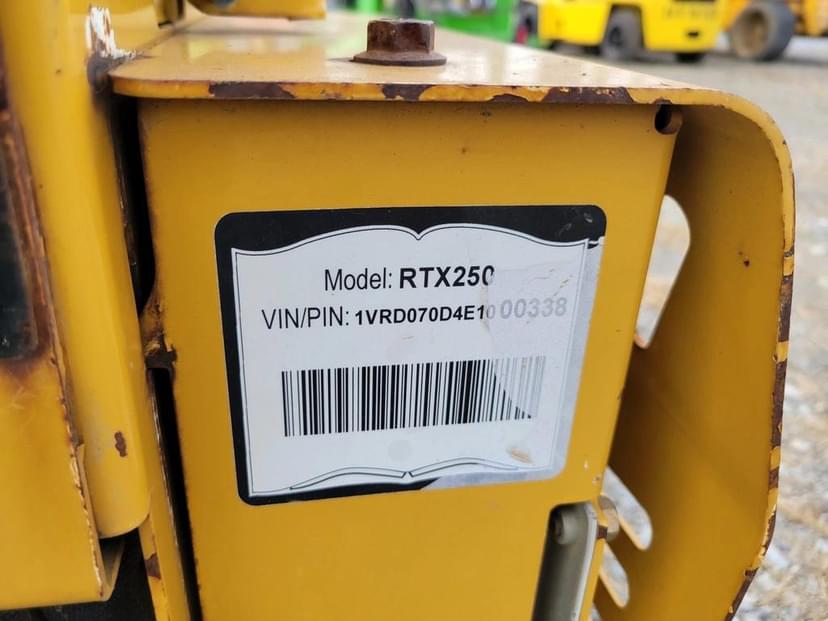 Model: RTX250
VIN/PIN: 1VRD070D4E1000338